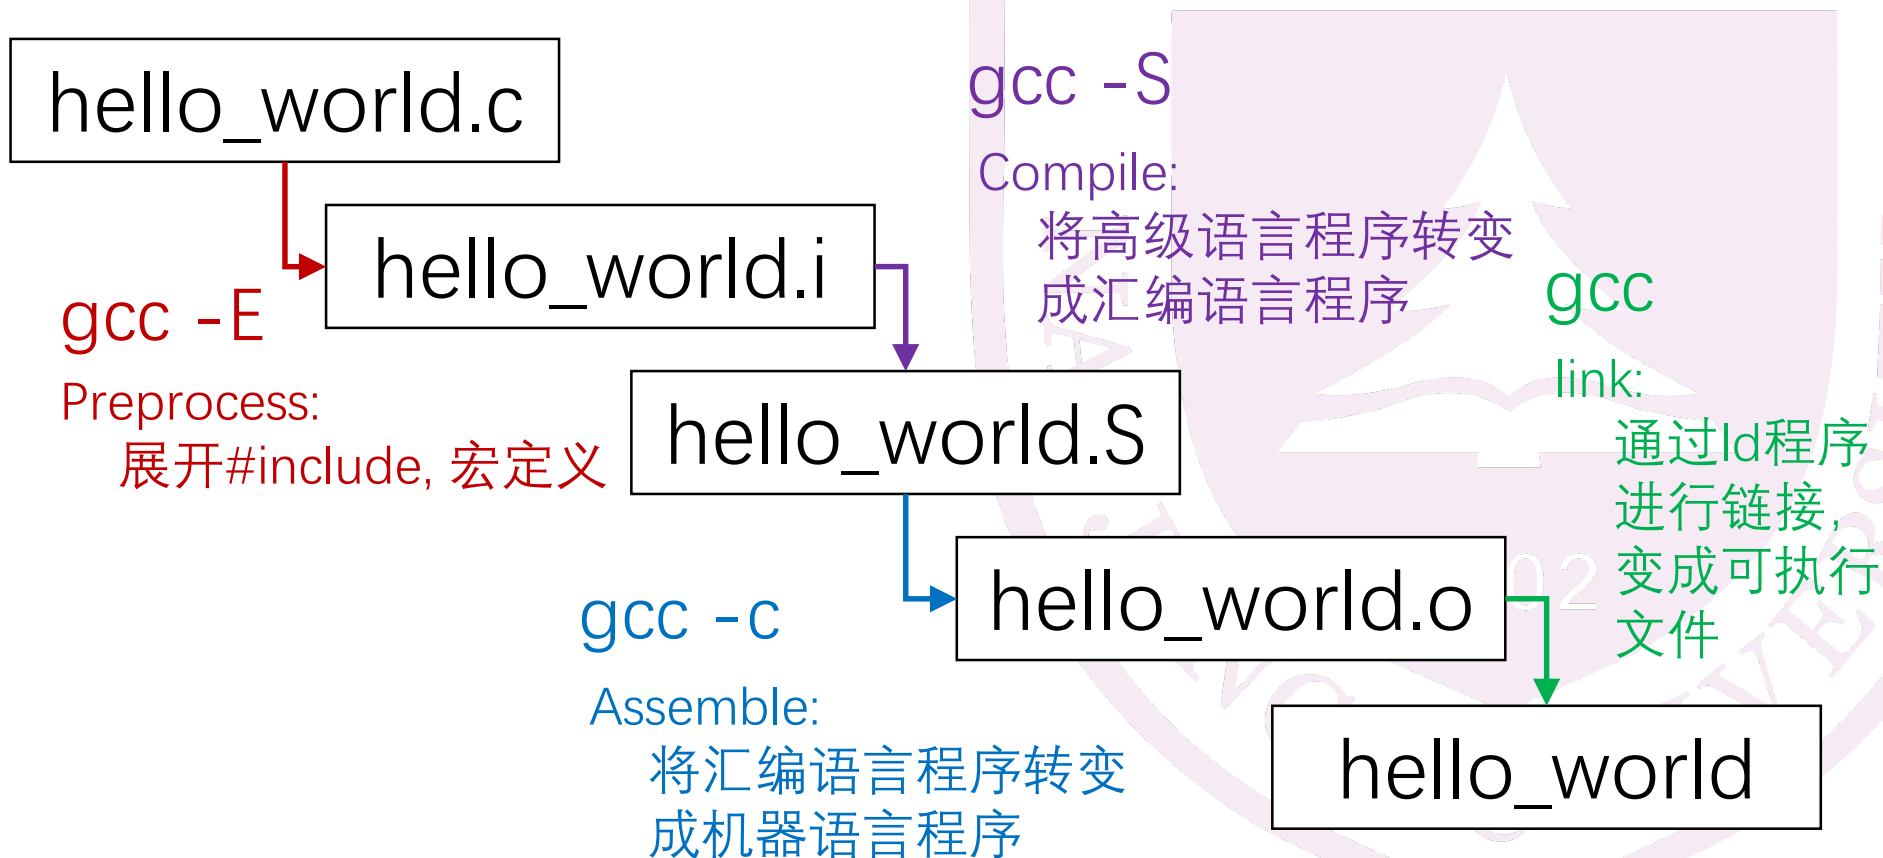 hello_world.c
gcc -E
Preprocess:
展开#include, 宏定义
hello_world.i
gcc -S
Compile:
将高级语言程序转变
成汇编语言程序
hello_world.S
gcc -c
Assemble:
将汇编语言程序转变
成机器语言程序
hello_world.o
gcc
link:
通过ld程序
进行链接,
变成可执行
文件
hello_world